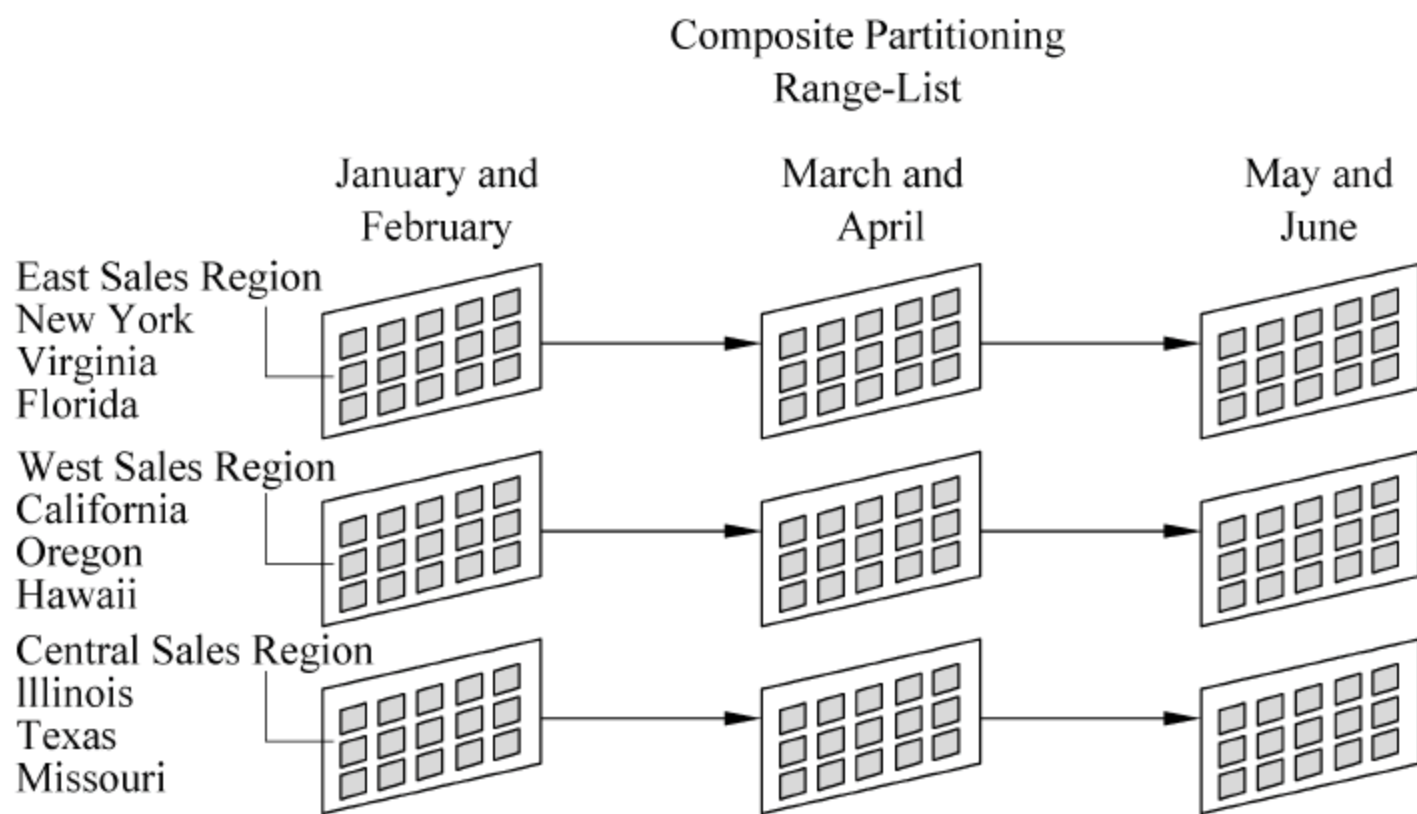 Composite Partitioning
Range-List
January and
February
March and
April
May and
June
East Sales Region
New York
Virginia
Florida
West Sales Region
California
Oregon
Hawaii
Central Sales Region
Illinois
Texas
Missouri